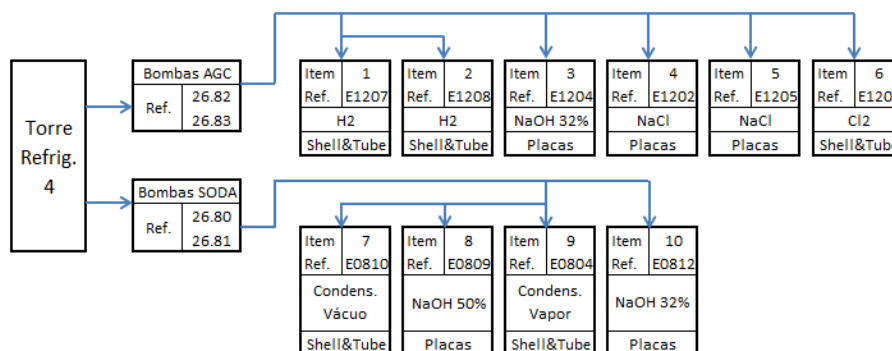 Torre
Refrig.
4
Bombas AGC
Ref. 26.82
26.83
Bombas SODA
Ref. 26.80
26.81
Item 1
Ref. E1207
H2
Shell&Tube
Item 2
Ref. E1208
H2
Shell&Tube
Item 3
Ref. E1204
NaOH 32%
Placas
Item 4
Ref. E1202
NaCl
Placas
Item 5
Ref. E1205
NaCl
Placas
Item 6
Ref.
Cl2
Shell&Tube
Item 7
Ref. E0810
Condens.
Vácuo
Shell&Tube
Item 8
Ref. E0809
NaOH 50%
Placas
Item 9
Ref. E0804
Condens.
Vapor
Shell&Tube
Item 10
Ref. E0812
NaOH 32%
Placas